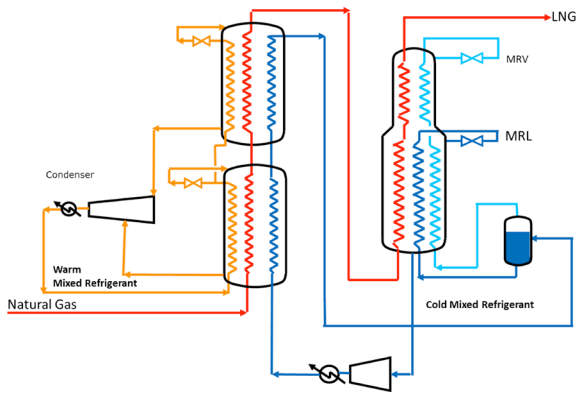 LNG
MRV
MRL
Condenser
Warm
Mixed Refrigerant
Cold Mixed Refrigerant
Natural Gas